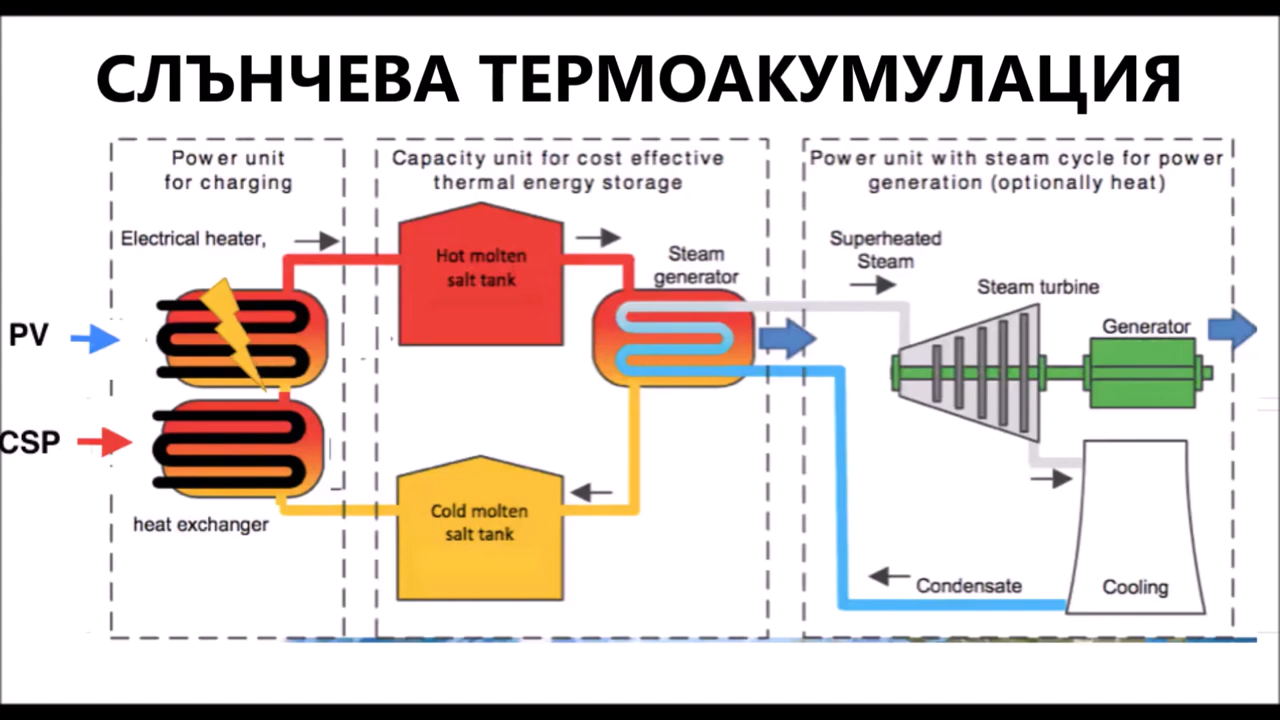 СЛЪНЧЕВА ТЕРМОАКУМУЛАЦИЯ
Power unit
for charging
Capacity unit for cost effective
thermal energy storage
Power unit with steam cycle for power
generation (optionally heat)
Electrical heater,
Hot molten
salt tank
Steam
generator
Superheated
Steam
Steam turbine
Generator
PV
CSP
heat exchanger
Cold molten
salt tank
Condensate
Cooling